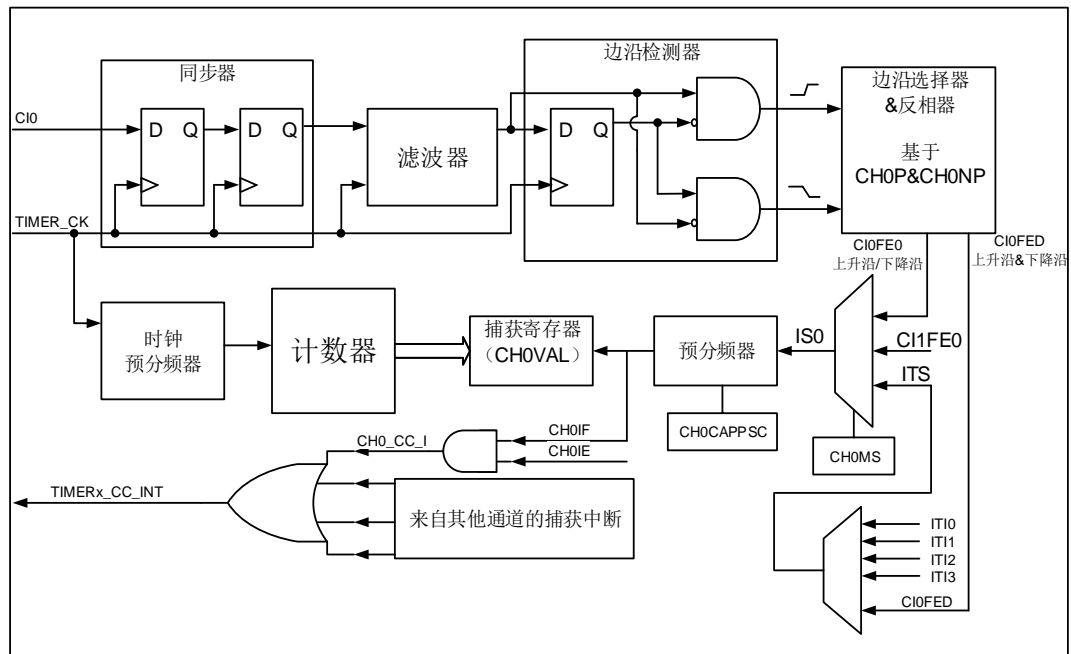 同步器
边沿检测器
CI0
D
Q
D
Q
滤波器
D
Q
边沿选择器
&反相器
基于
CH0P&CH0NP
TIMER_CK
CI0FE0
上升沿/下降沿
CI0FED
上升沿&下降沿
时钟
预分频器
计数器
捕获寄存器
（CH0VAL）
预分频器
IS0
CI1FE0
ITS
CH0CAPPSC
CH0MS
CH0_CC_I
CH0IF
CH0IE
TIMERx_CC_INT
来自其他通道的捕获中断
ITI0
ITI1
ITI2
ITI3
CI0FED